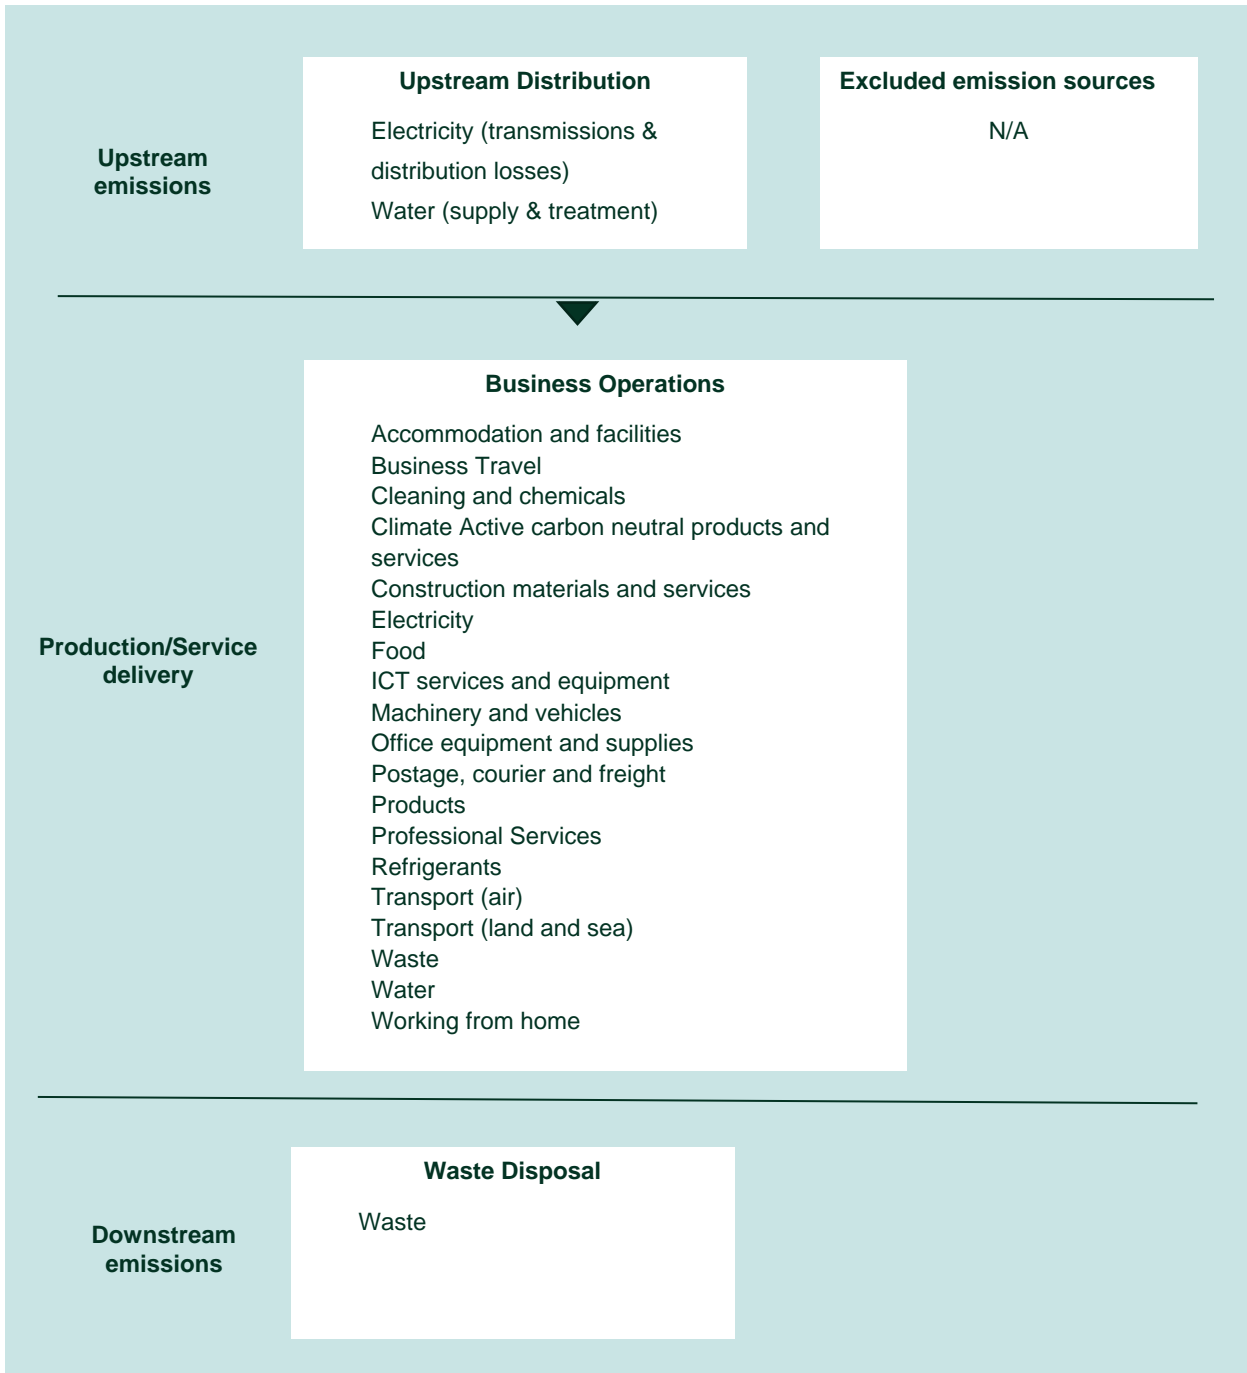 Upstream
emissions
Upstream Distribution
Electricity (transmissions &
distribution losses)
Water (supply & treatment)
Excluded emission sources
N/A
Production/Service
delivery
Business Operations
Accommodation and facilities
Business Travel
Cleaning and chemicals
Climate Active carbon neutral products and
services
Construction materials and services
Electricity
Food
ICT services and equipment
Machinery and vehicles
Office equipment and supplies
Postage, courier and freight
Products
Professional Services
Refrigerants
Transport (air)
Transport (land and sea)
Waste
Water
Working from home
Downstream
emissions
Waste Disposal
Waste